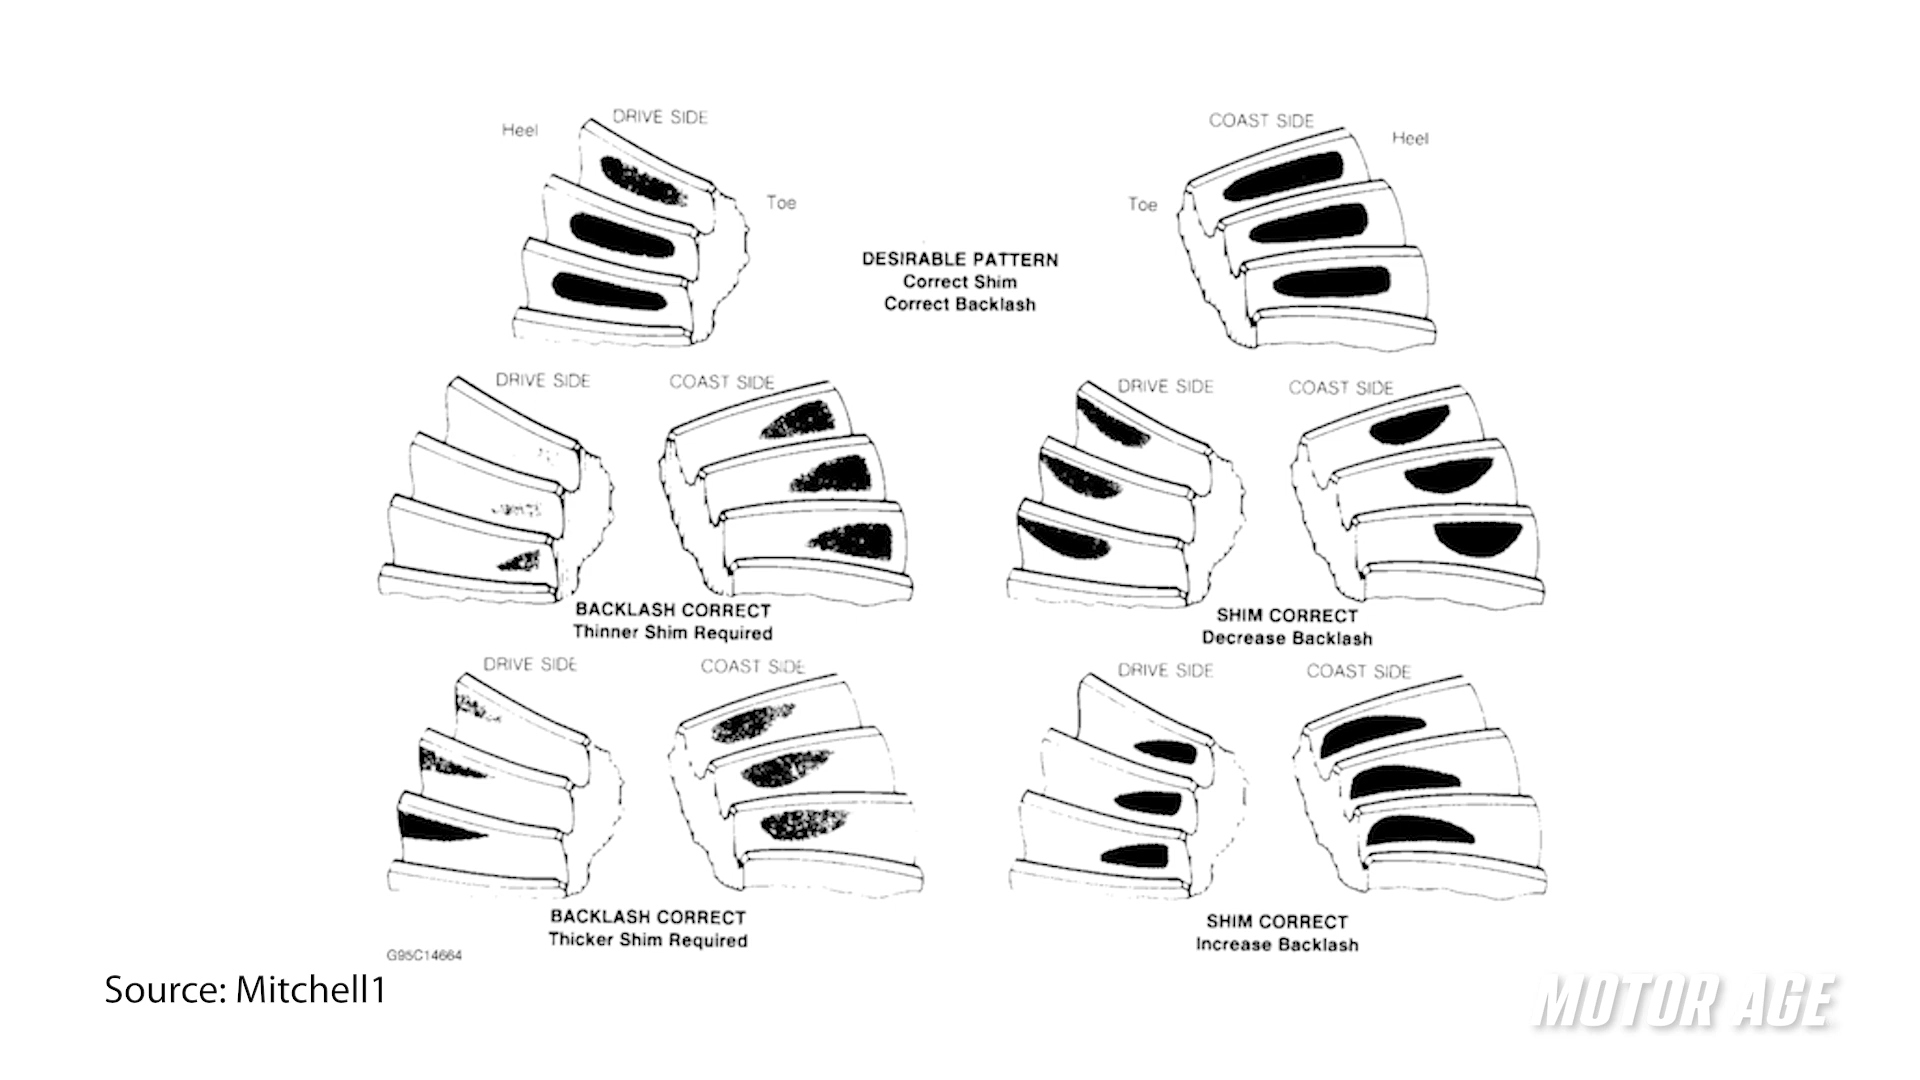 DRIVE SIDE
COAST SIDE
Heel
Heel
Toe
Toe
DESIRABLE PATTERN
Correct Shim
Correct Backlash
DRIVE SIDE
COAST SIDE
DRIVE SIDE
COAST SIDE
BACKLASH CORRECT
Thinner Shim Required
SHIM CORRECT
Decrease Backlash
DRIVE SIDE
COAST SIDE
DRIVE SIDE
COAST SIDE
BACKLASH CORRECT
Thicker Shim Required
SHIM CORRECT
Increase Backlash
G95C14664
Source: Mitchell1
MOTOR AGE